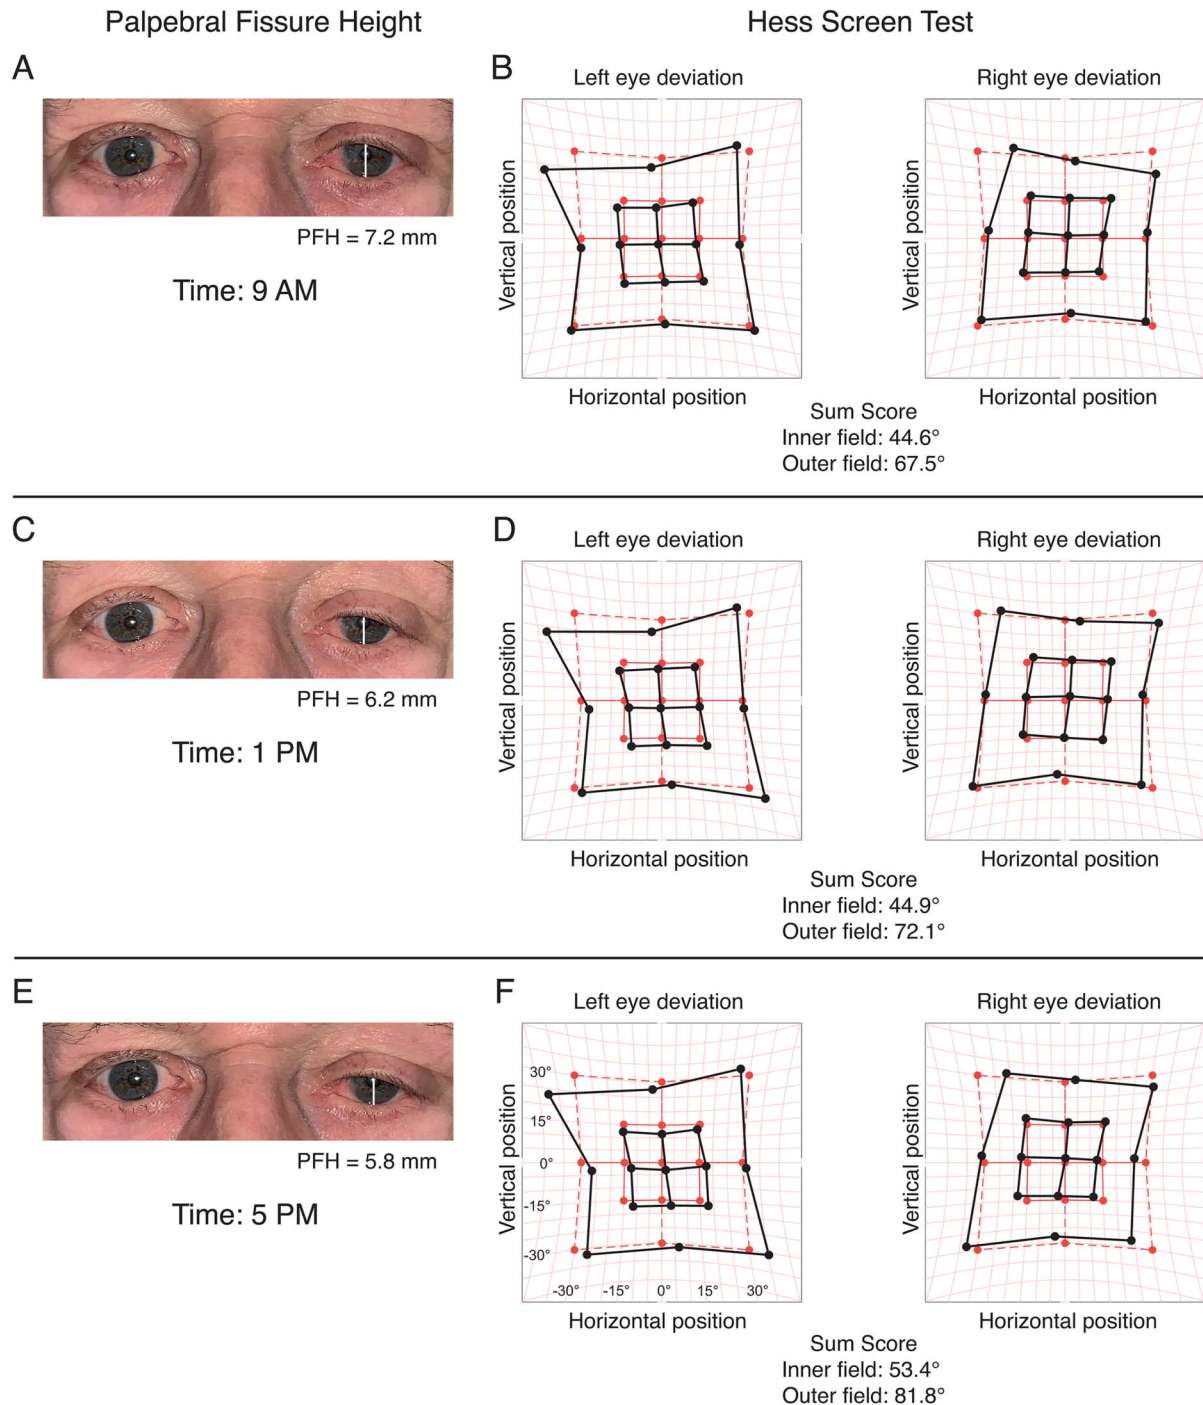 Palpebral Fissure Height
Hess Screen Test
A
PFH = 7.2 mm
Time: 9 AM
B
Left eye deviation
Right eye deviation
Vertical position
Vertical position
Horizontal position
Horizontal position
Sum Score
Inner field: 44.6°
Outer field: 67.5°
C
PFH = 6.2 mm
Time: 1 PM
D
Left eye deviation
Right eye deviation
Vertical position
Vertical position
Horizontal position
Horizontal position
Sum Score
Inner field: 44.9°
Outer field: 72.1°
E
PFH = 5.8 mm
Time: 5 PM
F
Left eye deviation
Right eye deviation
Vertical position
30°
15°
0°
-15°
-30°
-30° -15° 0° 15° 30°
Vertical position
Horizontal position
Horizontal position
Sum Score
Inner field: 53.4°
Outer field: 81.8°